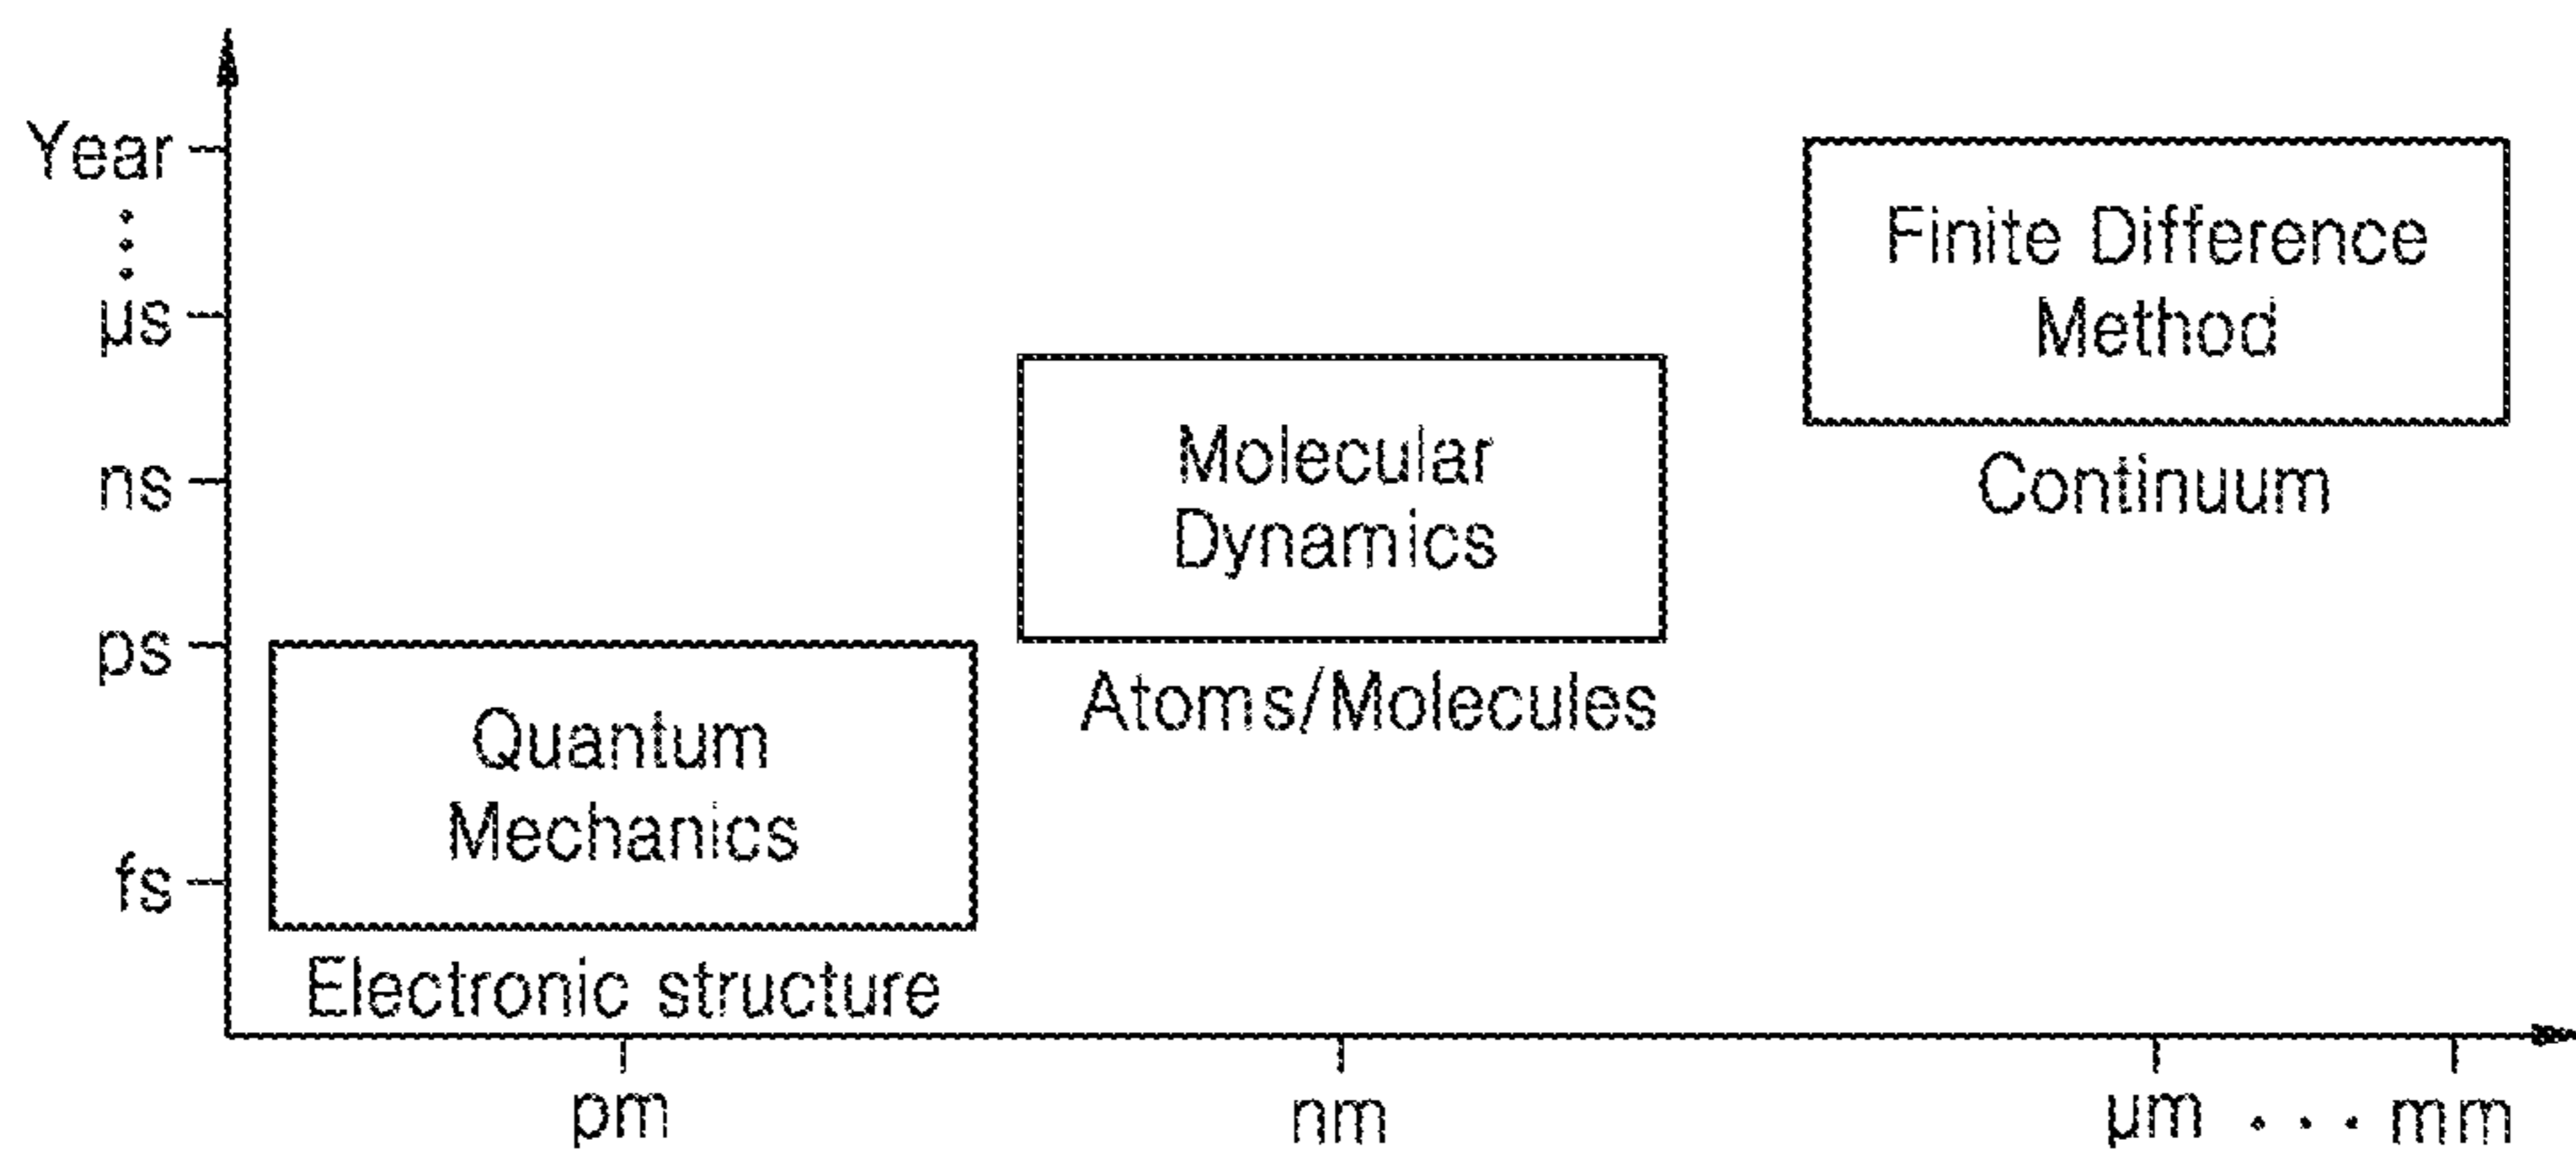 Year
μs
ns
ps
fs
Finite Difference
Method
Continuum
Molecular
Dynamics
Atoms/Molecules
Quantum
Mechanics
Electronic structure
pm
nm
μm ... mm